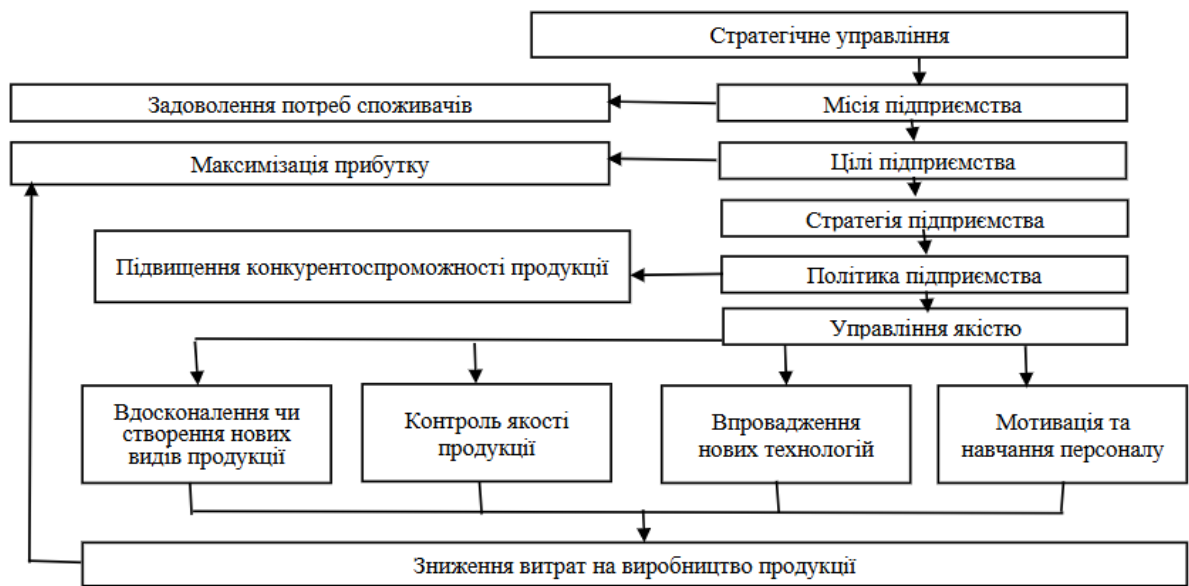 Стратегічне управління
Задоволення потреб споживачів
Місія підприємства
Максимізація прибутку
Цілі підприємства
Стратегія підприємства
Підвищення конкурентоспроможності продукції
Політика підприємства
Управління якістю
Вдосконалення чи
створення нових
видів продукції
Контроль якості
продукції
Впровадження
нових технологій
Мотивація та
навчання персоналу
Зниження витрат на виробництво продукції